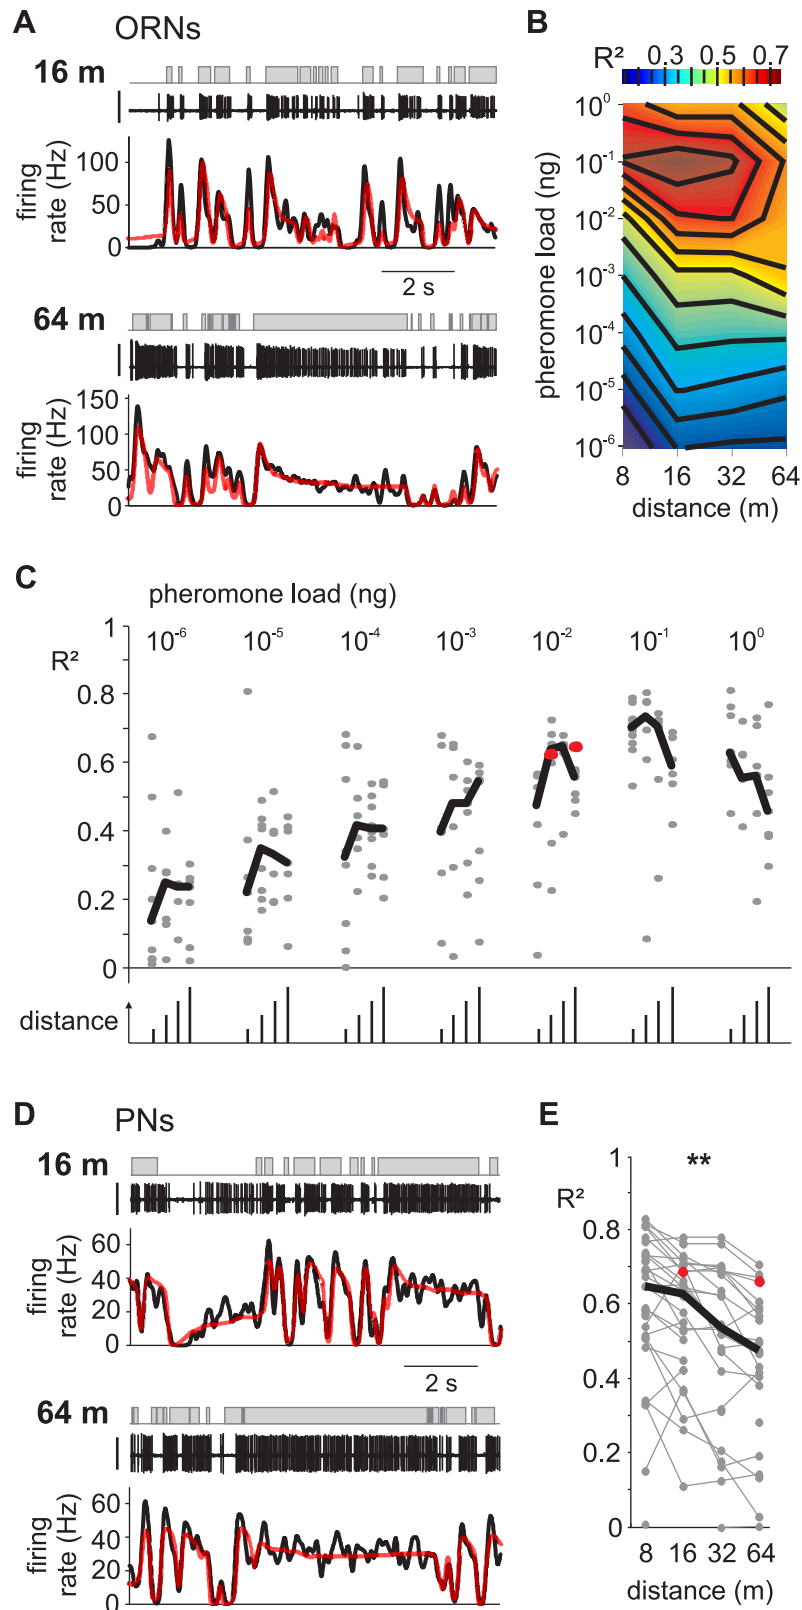 A ORNs
16 m
firing
rate (Hz)
100
50
0
2 s
64 m
firing
rate (Hz)
150
100
50
0
B
R² 0.3 0.5 0.7
pheromone load (ng)
10⁰
10⁻¹
10⁻²
10⁻³
10⁻⁴
10⁻⁵
10⁻⁶
8 16 32 64
distance (m)
C
pheromone load (ng)
R²
10⁻⁶ 10⁻⁵ 10⁻⁴ 10⁻³ 10⁻² 10⁻¹ 10⁰
1
0.8
0.6
0.4
0.2
0
distance
D PNs
16 m
firing
rate (Hz)
60
40
20
0
2 s
64 m
firing
rate (Hz)
60
40
20
0
E
R²
**
1
0.8
0.6
0.4
0.2
0
8 16 32 64
distance (m)